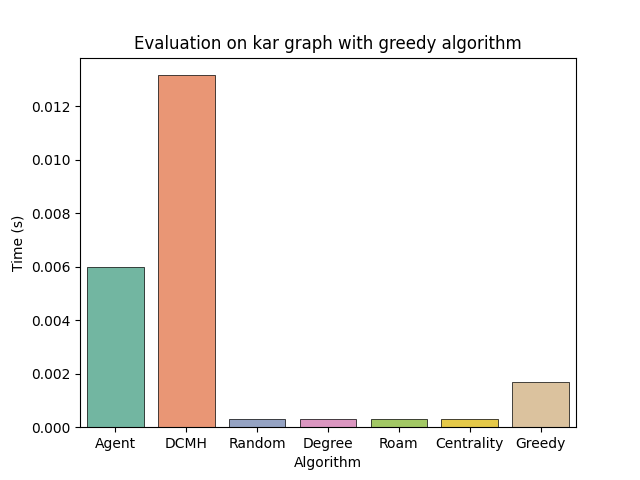 Evaluation on kar graph with greedy algorithm
0.012
0.010
0.008
0.006
0.004
0.002
0.000
Time (s)
Agent DCMH Random Degree Roam Centrality Greedy
Algorithm